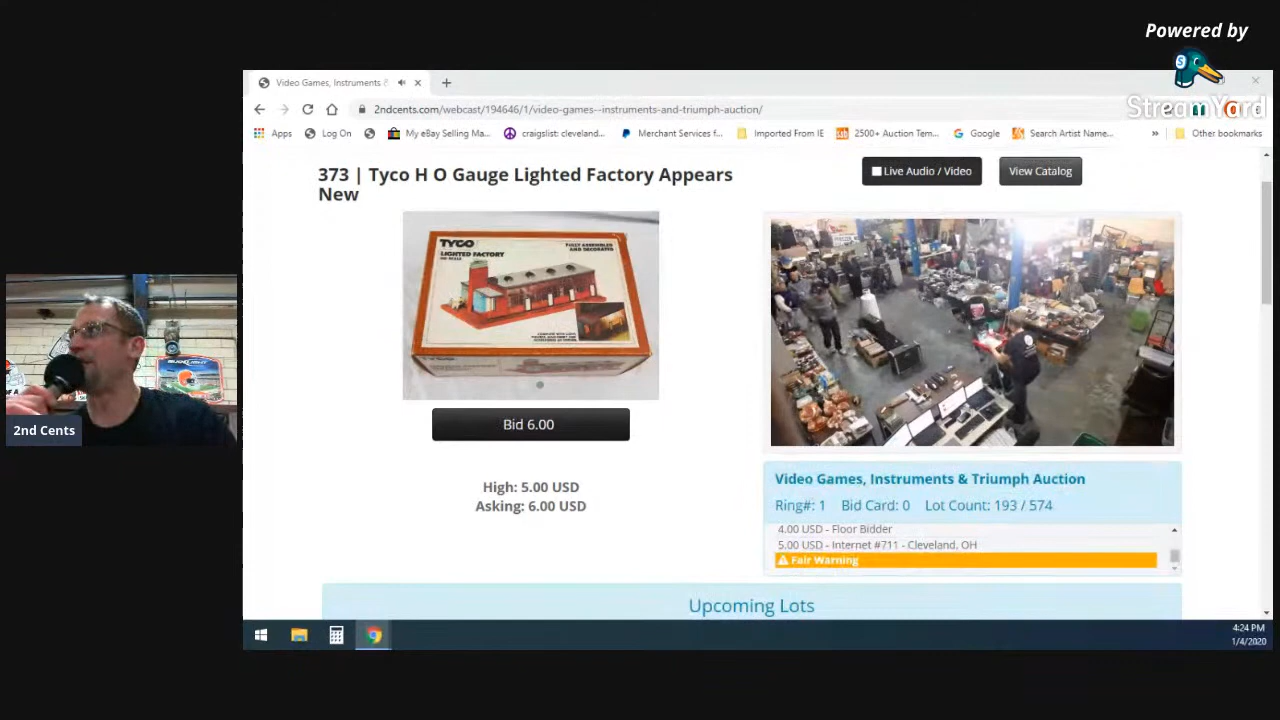 Powered by
StreamYard
Video Games, Instruments &
2ndcents.com/webcast/194646/1/video-games--instruments-and-triumph-auction/
Apps
Log On
My eBay Selling Ma...
craigslist: cleveland...
Merchant Services f...
Imported From IE
2500+ Auction Tem...
Google
Search Artist Name...
»
Other bookmarks
373 | Tyco H O Gauge Lighted Factory Appears
New
Live Audio / Video
View Catalog
TYCO
LIGHTED FACTORY
FULLY ASSEMBLED
AND DECORATED
Bid 6.00
High: 5.00 USD
Asking: 6.00 USD
Video Games, Instruments & Triumph Auction
Ring#: 1 Bid Card: 0 Lot Count: 193 / 574
4.00 USD - Floor Bidder
5.00 USD - Internet #711 - Cleveland, OH
Fair Warning
Upcoming Lots
2nd Cents
4:24 PM
1/4/2020